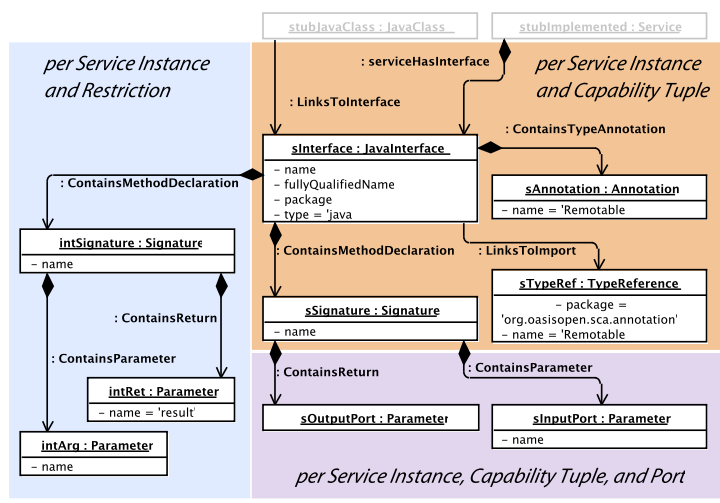 stubJavaClass : JavaClass
stubImplemented : Service
per Service Instance
and Restriction
: serviceHasInterface
per Service Instance
and Capability Tuple
: LinksToInterface
: ContainsTypeAnnotation
sInterface : JavaInterface
- name
- fullyQualifiedName
- package
- type = 'java
: ContainsMethodDeclaration
sAnnotation : Annotation
- name = 'Remotable
intSignature : Signature
- name
: ContainsMethodDeclaration
: LinksToImport
sTypeRef : TypeReference
- package =
'org.oasisopen.sca.annotation'
- name = 'Remotable
sSignature : Signature
- name
: ContainsReturn
: ContainsParameter
: ContainsReturn
: ContainsParameter
intRet : Parameter
- name = 'result'
sOutputPort : Parameter
sInputPort : Parameter
- name
intArg : Parameter
- name
per Service Instance, Capability Tuple, and Port